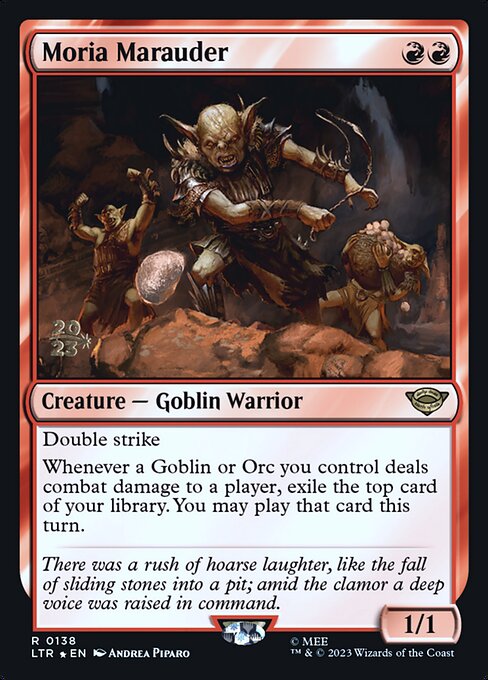 Moria Marauder
20
23
Creature — Goblin Warrior
Double strike
Whenever a Goblin or Orc you control deals
combat damage to a player, exile the top card
of your library. You may play that card this
turn.
There was a rush of hoarse laughter, like the fall
of sliding stones into a pit; amid the clamor a deep
voice was raised in command.
1/1
R 0138
LTR ★ EN Andrea Piparo
© MEE
™ & © 2023 Wizards of the Coast